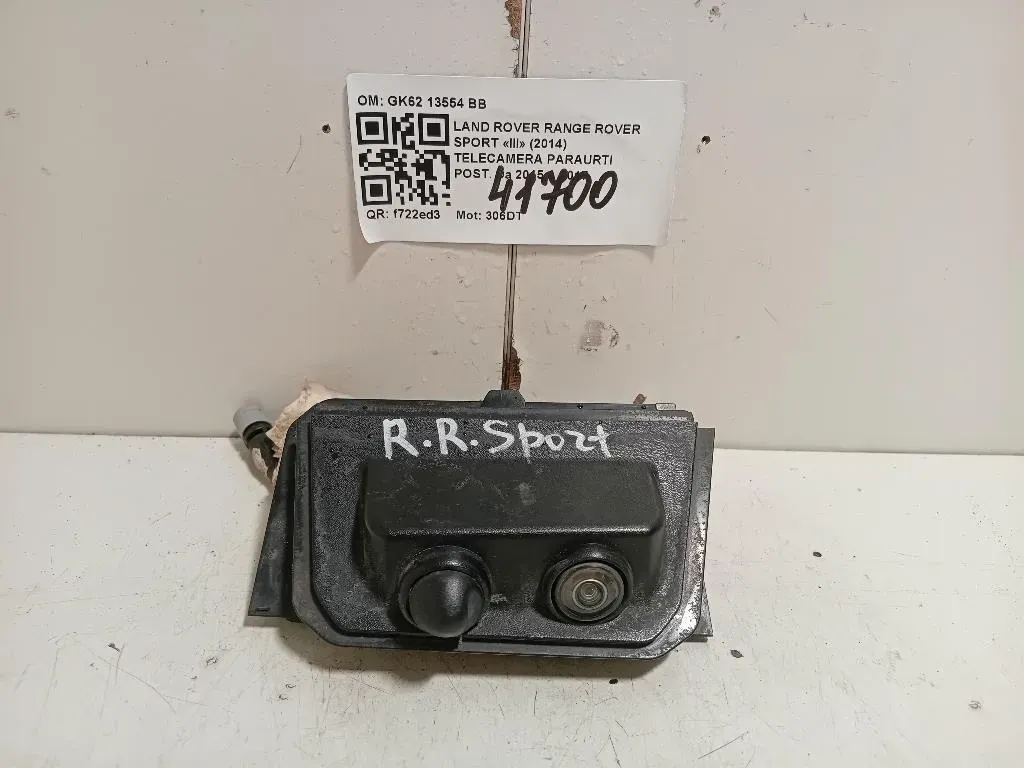 OM: GK62 13554 BB
LAND ROVER RANGE ROVER
SPORT «III» (2014)
TELECAMERA PARAURTI
POST.
41700
QR: f722ed3 Mot: 306DT
R.R.Sport